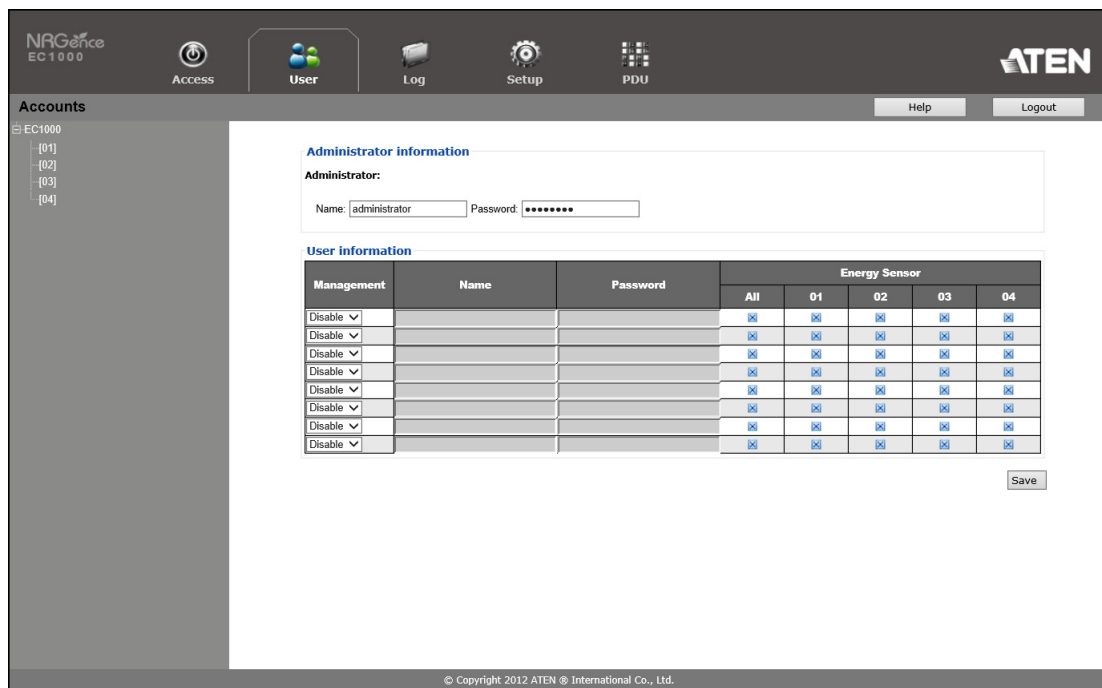 NRGence
EC1000
Access
User
Log
Setup
PDU
ATEN
Accounts
Help
Logout
EC1000
[01]
[02]
[03]
[04]
Administrator information
Administrator:
Name: administrator Password: ●●●●●●●●
User information
Management Name Password Energy Sensor
All 01 02 03 04
Disable
Disable
Disable
Disable
Disable
Disable
Disable
Disable
Save
© Copyright 2012 ATEN ® International Co., Ltd.